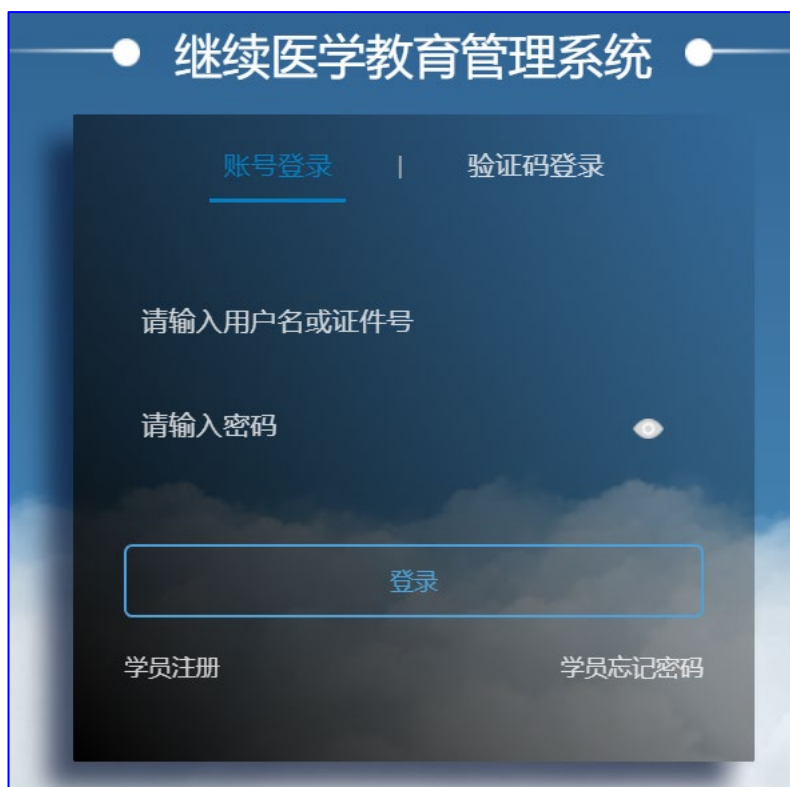 继续医学教育管理系统
账号登录 | 验证码登录
请输入用户名或证件号
请输入密码
登录
学员注册 学员忘记密码